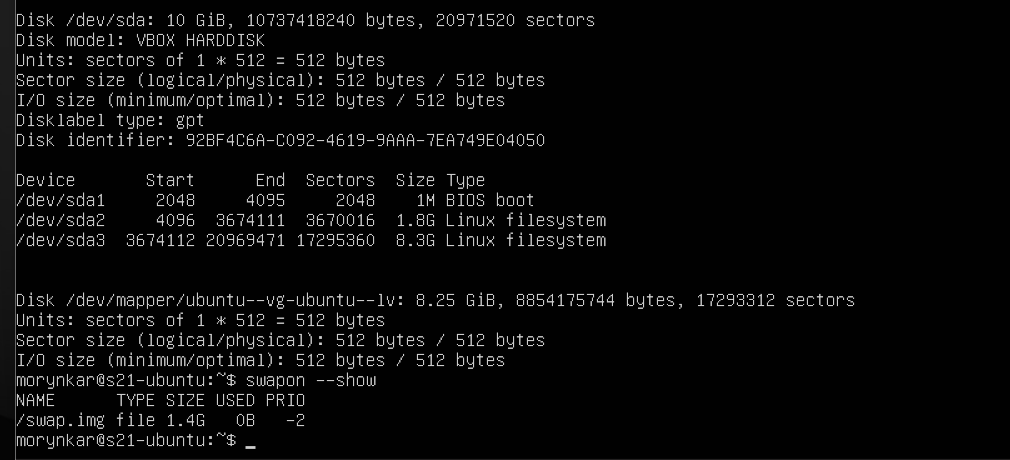 Disk /dev/sda: 10 GiB, 10737418240 bytes, 20971520 sectors
Disk model: VBOX HARDDISK
Units: sectors of 1 * 512 = 512 bytes
Sector size (logical/physical): 512 bytes / 512 bytes
I/O size (minimum/optimal): 512 bytes / 512 bytes
Disklabel type: gpt
Disk identifier: 92BF4C6A-C092-4619-9AAA-7EA749E04050
Device       Start      End  Sectors  Size Type
/dev/sda1     2048     4095     2048    1M BIOS boot
/dev/sda2     4096  3674111  3670016  1.8G Linux filesystem
/dev/sda3  3674112 20969471 17295360  8.3G Linux filesystem
Disk /dev/mapper/ubuntu--vg-ubuntu--lv: 8.25 GiB, 8854175744 bytes, 17293312 sectors
Units: sectors of 1 * 512 = 512 bytes
Sector size (logical/physical): 512 bytes / 512 bytes
I/O size (minimum/optimal): 512 bytes / 512 bytes
morynkar@s21-ubuntu:~$ swapon --show
NAME      TYPE SIZE USED PRIO
/swap.img file 1.4G   0B   -2
morynkar@s21-ubuntu:~$ _